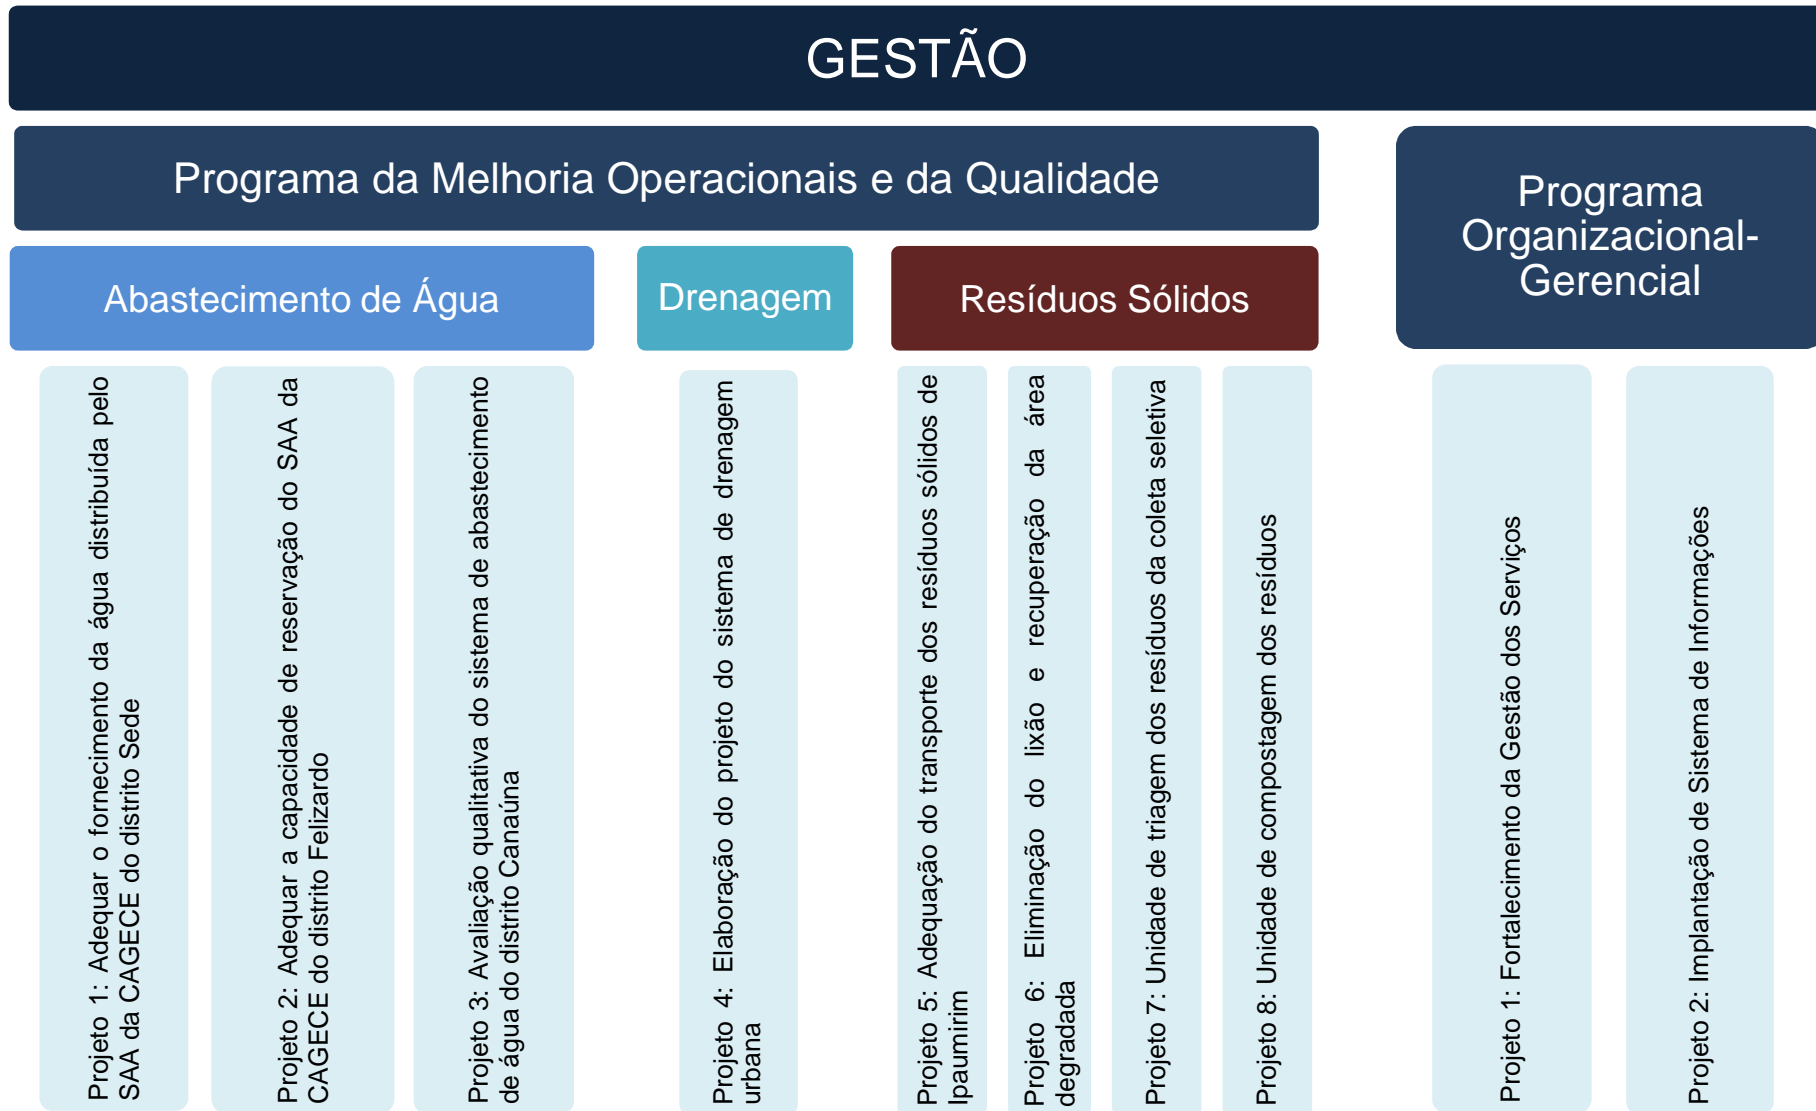 GESTÃO
Programa da Melhoria Operacionais e da Qualidade
Programa
Organizacional-
Gerencial
Abastecimento de Água
Drenagem
Resíduos Sólidos
Projeto 1: Adequar o fornecimento da água distribuída pelo
SAA da CAGECE do distrito Sede
Projeto 2: Adequar a capacidade de reservação do SAA da
CAGECE do distrito Felizardo
Projeto 3: Avaliação qualitativa do sistema de abastecimento
de água do distrito Canaúna
Projeto 4: Elaboração do projeto do sistema de drenagem
urbana
Projeto 5: Adequação do transporte dos resíduos sólidos de
Ipaumirim
Projeto 6: Eliminação do lixão e recuperação da área
degradada
Projeto 7: Unidade de triagem dos resíduos da coleta seletiva
Projeto 8: Unidade de compostagem dos resíduos
Projeto 1: Fortalecimento da Gestão dos Serviços
Projeto 2: Implantação de Sistema de Informações